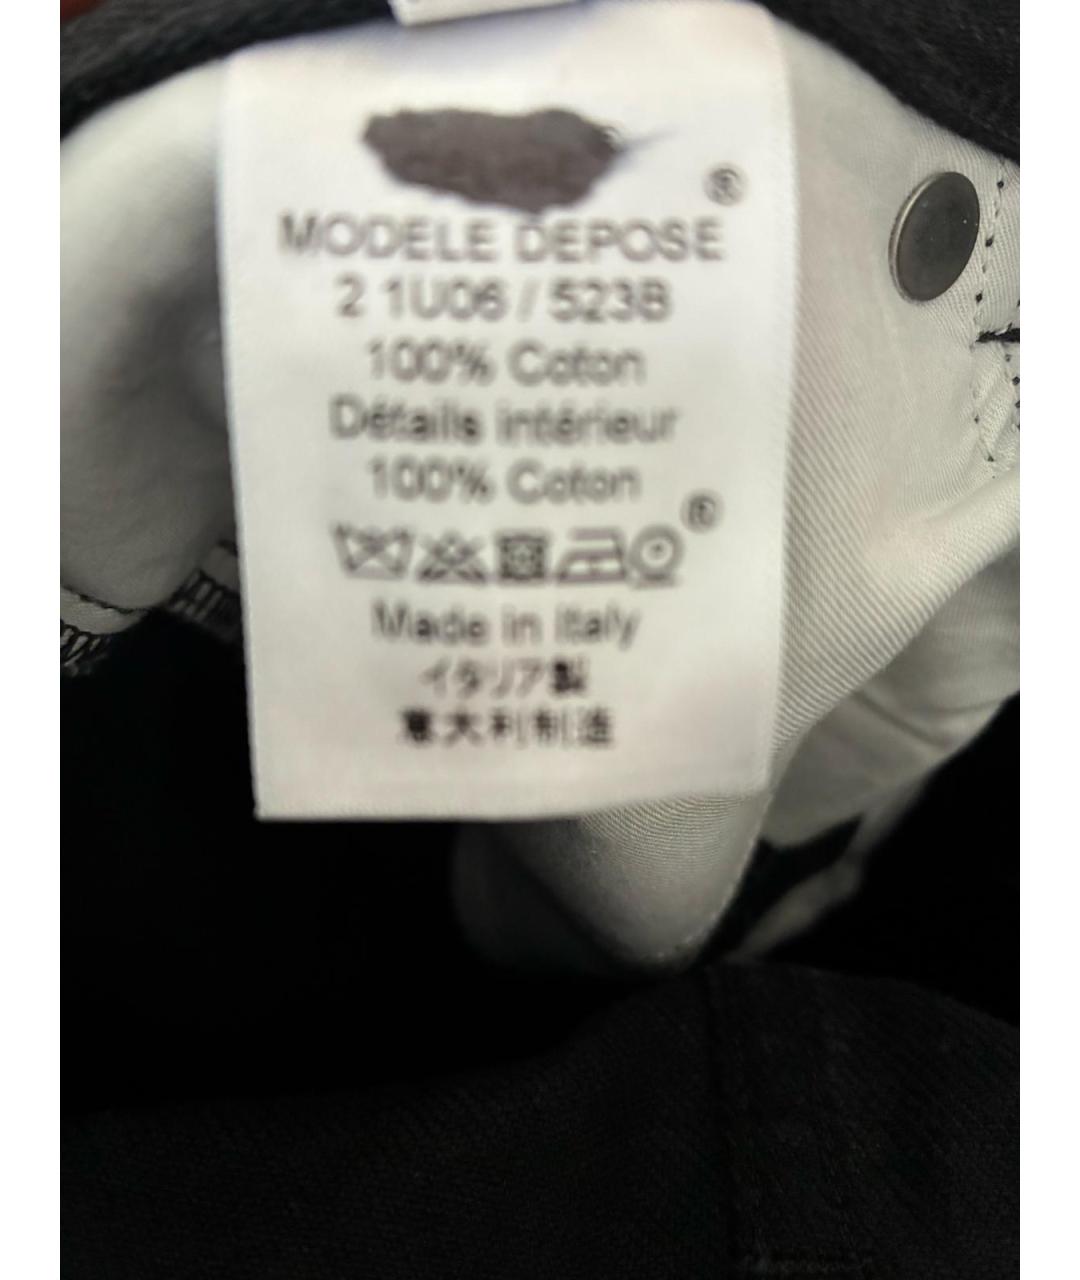 ®
MODELE DEPOSE
2 1U06 / 523B
100% Coton
Détails intérieur
100% Coton
®
Made in Italy
イタリア製
意大利制造